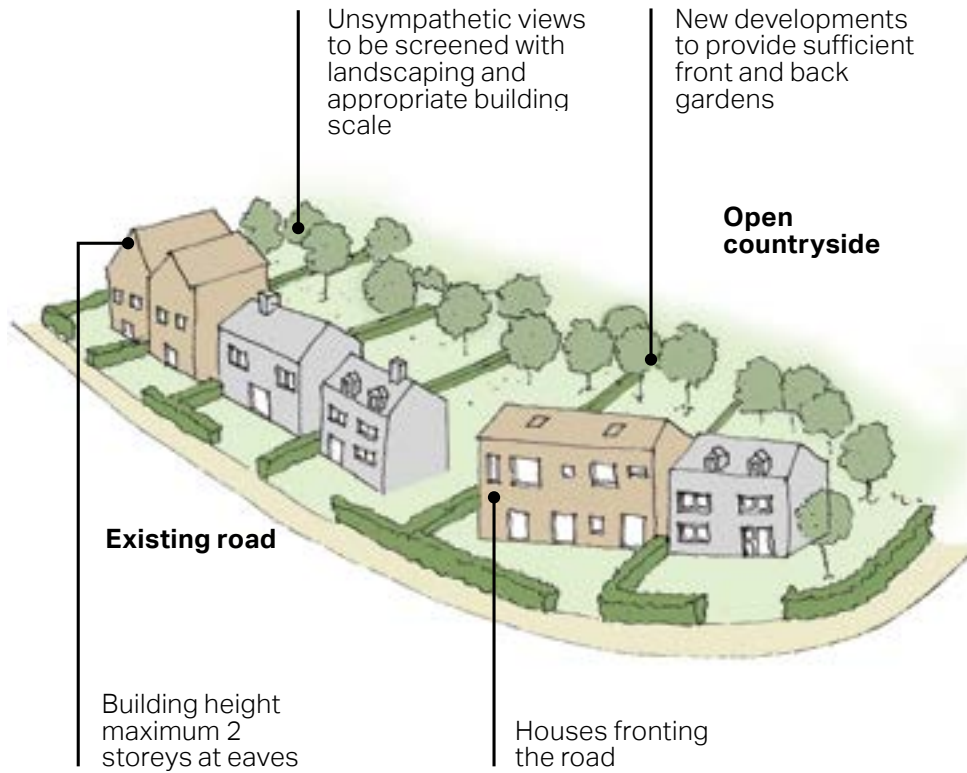 Unsympathetic views
to be screened with
landscaping and
appropriate building
scale
New developments
to provide sufficient
front and back
gardens
Open
countryside
Existing road
Building height
maximum 2
storeys at eaves
Houses fronting
the road